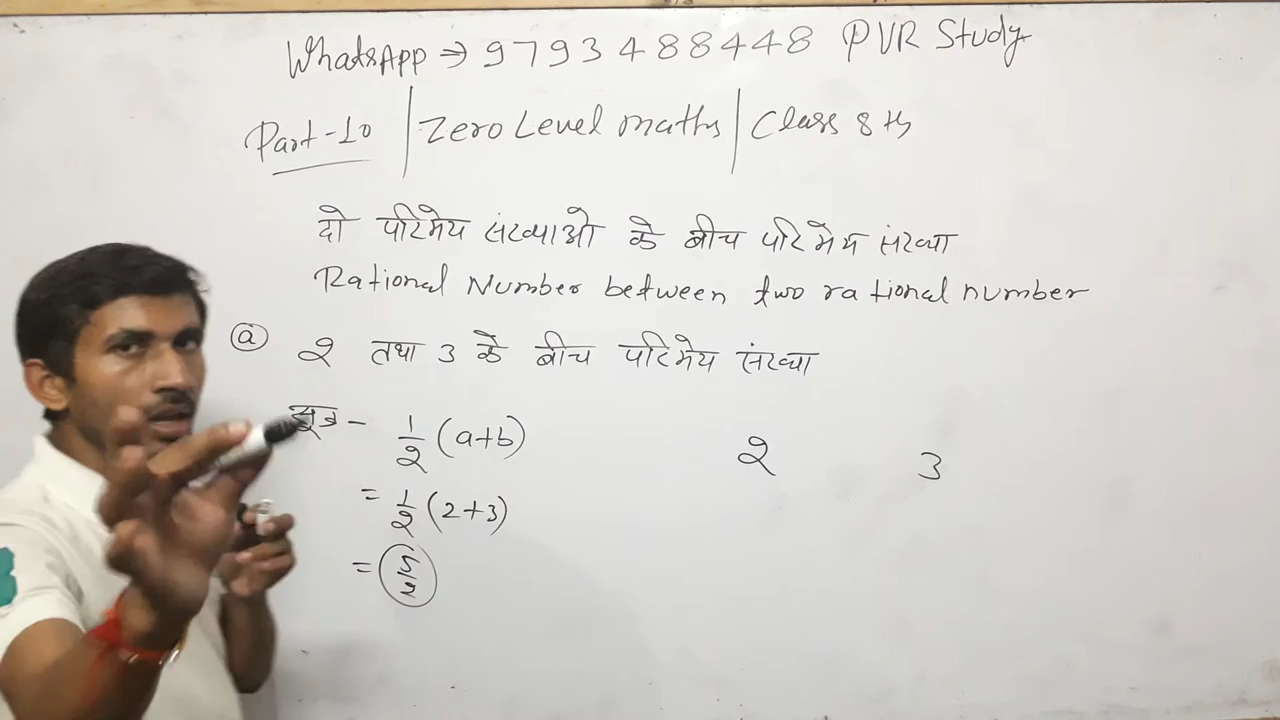 WhatsApp ⇒ 9793488448 PVR Study
Part-10 | Zero Level maths | Class 8th
दो परिमेय संख्याओ के बीच परिमेय संख्या
Rational Number between two rational number
(a) 2 तथा 3 के बीच परिमेय संख्या
सूत्र - 1/2 (a+b)
= 1/2 (2+3)
= 5/2
2 3